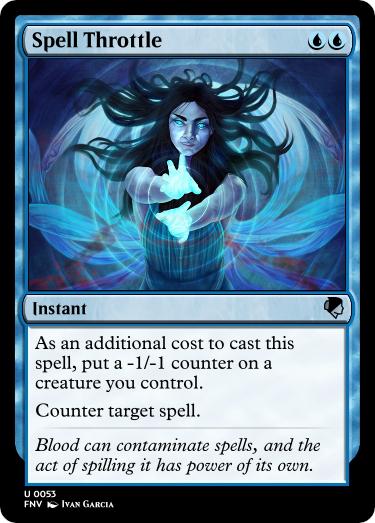 Spell Throttle
Instant
As an additional cost to cast this
spell, put a -1/-1 counter on a
creature you control.
Counter target spell.
Blood can contaminate spells, and the
act of spilling it has power of its own.
U 0053
FNV Ivan Garcia